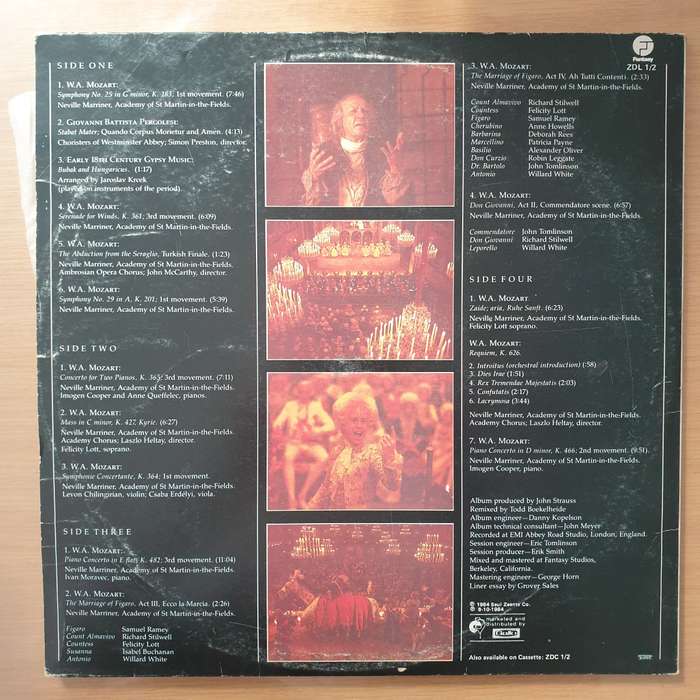 SIDE ONE
1. W.A. MOZART:
Symphony No. 25 in G minor, K. 183, 1st movement. (7:46)
Neville Marriner, Academy of St Martin-in-the-Fields.
2. GIOVANNI BATTISTA PERGOLESI:
Stabat Mater; Quando Corpus Morietur and Amen. (4:13)
Choristers of Westminster Abbey; Simon Preston, director.
3. EARLY 18TH CENTURY GYPSY MUSIC:
Bubak and Hungaricus. (1:17)
Arranged by Jaroslav Krcek
(played on instruments of the period).
4. W.A. MOZART:
Serenade for Winds, K. 361; 3rd movement. (6:09)
Neville Marriner, Academy of St Martin-in-the-Fields.
5. W.A. MOZART:
The Abduction from the Seraglio, Turkish Finale. (1:23)
Neville Marriner, Academy of St Martin-in-the-Fields.
Ambrosian Opera Chorus; John McCarthy, director.
6. W.A. MOZART:
Symphony No. 29 in A, K. 201; 1st movement. (5:39)
Neville Marriner, Academy of St Martin-in-the-Fields.
SIDE TWO
1. W.A. MOZART:
Concerto for Two Pianos, K. 365; 3rd movement. (7:11)
Neville Marriner, Academy of St Martin-in-the-Fields.
Imogen Cooper and Anne Queffelec, pianos.
2. W.A. MOZART:
Mass in C minor, K. 427, Kyrie. (6:27)
Neville Marriner, Academy of St Martin-in-the-Fields.
Academy Chorus; Laszlo Heltay, director.
Felicity Lott, soprano.
3. W.A. MOZART:
Symphonie Concertante, K. 364; 1st movement.
Neville Marriner, Academy of St Martin-in-the-Fields.
Levon Chilingirian, violin; Csaba Erdélyi, viola.
SIDE THREE
1. W.A. MOZART:
Piano Concerto in E flat, K. 482; 3rd movement. (11:04)
Neville Marriner, Academy of St Martin-in-the-Fields.
Ivan Moravec, piano.
2. W.A. MOZART:
The Marriage of Figaro, Act III, Ecco la Marcia. (2:26)
Neville Marriner, Academy of St Martin-in-the-Fields.
Figaro Samuel Ramey
Count Almavivo Richard Stilwell
Countess Felicity Lott
Susanna Isabel Buchanan
Antonio Willard White
Fantasy
ZDL 1/2
3. W.A. MOZART:
The Marriage of Figaro, Act IV, Ah Tutti Contenti. (2:33)
Neville Marriner, Academy of St Martin-in-the-Fields.
Count Almavivo Richard Stilwell
Countess Felicity Lott
Figaro Samuel Ramey
Cherubino Anne Howells
Barbarina Deborah Rees
Marcellino Patricia Payne
Basilio Alexander Oliver
Don Curzio Robin Leggate
Dr. Bartolo John Tomlinson
Antonio Willard White
4. W.A. MOZART:
Don Giovanni, Act II, Commendatore scene. (6:57)
Neville Marriner, Academy of St Martin-in-the-Fields.
Commendatore John Tomlinson
Don Giovanni Richard Stilwell
Leporello Willard White
SIDE FOUR
1. W.A. MOZART
Zaide; aria, Ruhe Sanft. (6:23)
Neville Marriner, Academy of St Martin-in-the-Fields.
Felicity Lott soprano.
W.A. MOZART:
Requiem, K. 626.
2. Introitus (orchestral introduction) (:58)
3. Dies Irae (1:51)
4. Rex Tremendae Majestatis (2:03)
5. Confutatis (2:17)
6. Lacrymosa (3:44)
Neville Marriner, Academy of St Martin-in-the-Fields.
Academy Chorus; Laszlo Heltay, director.
7. W.A. MOZART:
Piano Concerto in D minor, K. 466; 2nd movement. (9:51)
Neville Marriner, Academy of St Martin-in-the-Fields.
Imogen Cooper, piano.
Album produced by John Strauss
Remixed by Todd Boekelheide
Album engineer—Danny Kopelson
Album technical consultant—John Meyer
Recorded at EMI Abbey Road Studio, London, England.
Session engineer—Eric Tomlinson
Session producer—Erik Smith
Mixed and mastered at Fantasy Studios,
Berkeley, California.
Mastering engineer—George Horn
Liner essay by Grover Sales
© 1984 Saul Zaentz Co.
℗ 9-10-1984
marketed and
distributed by
Gallo
Also available on Cassette: ZDC 1/2